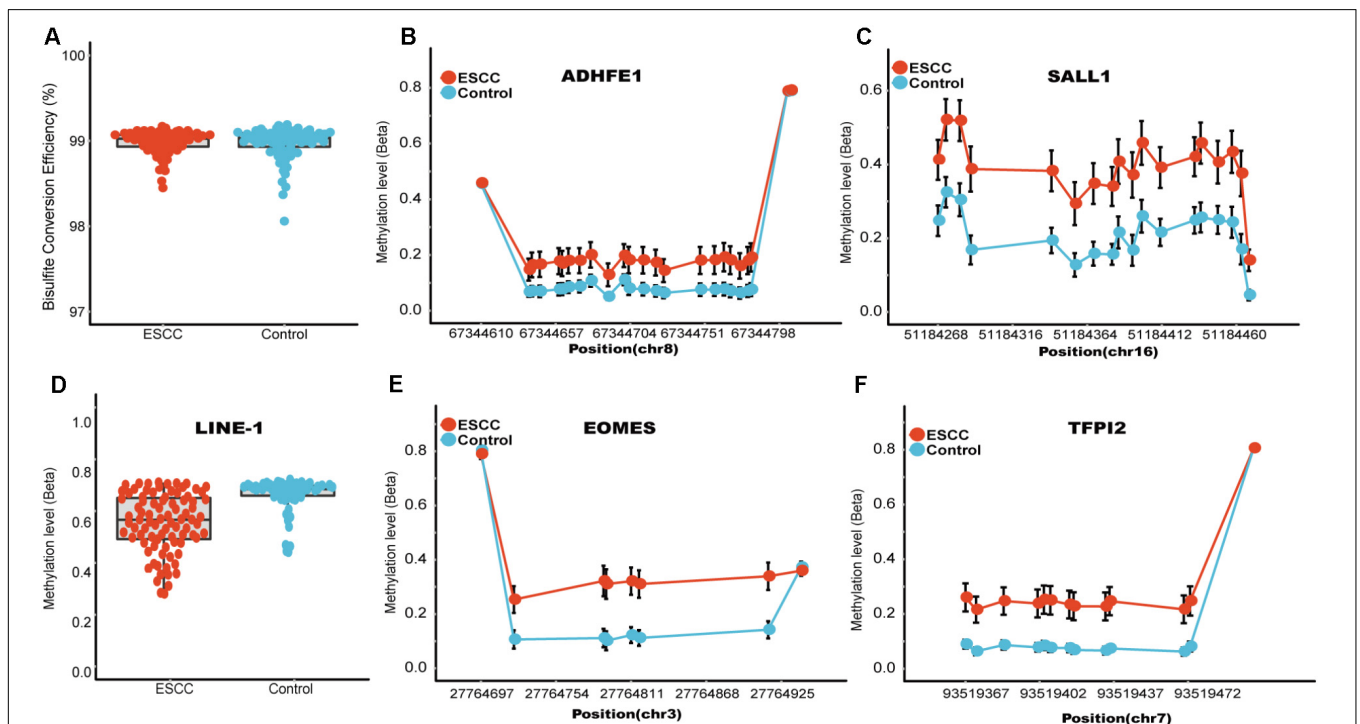 A
Bisulfite Conversion Efficiency (%)
100
99
98
97
ESCC
Control
B
ESCC
Control
ADHFE1
Methylation level (Beta)
0.8
0.6
0.4
0.2
0.0
67344610
67344657
67344704
67344751
67344798
Position(chr8)
C
ESCC
Control
SALL1
Methylation level (Beta)
0.6
0.4
0.2
0.0
51184268
51184316
51184364
51184412
51184460
Position(chr16)
D
LINE-1
Methylation level (Beta)
1.0
0.8
0.6
0.4
0.2
0.0
ESCC
Control
E
ESCC
Control
EOMES
Methylation level (Beta)
0.8
0.6
0.4
0.2
0.0
27764697
27764754
27764811
27764868
27764925
Position(chr3)
F
ESCC
Control
TFPI2
Methylation level (Beta)
0.8
0.6
0.4
0.2
0.0
93519367
93519402
93519437
93519472
Position(chr7)